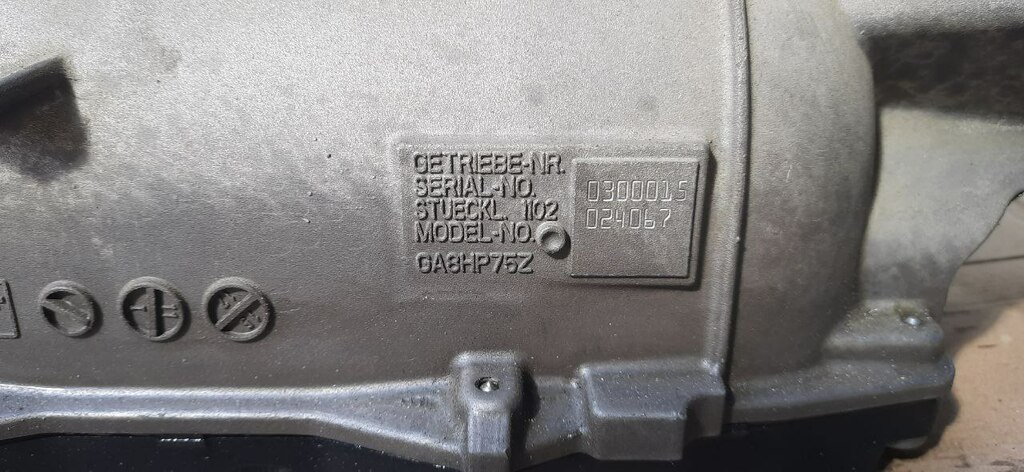 GETRIEBE-NR.
SERIAL-NO.
STUECKL. 1102
MODEL-NO.
GA8HP75Z
0300015
024067